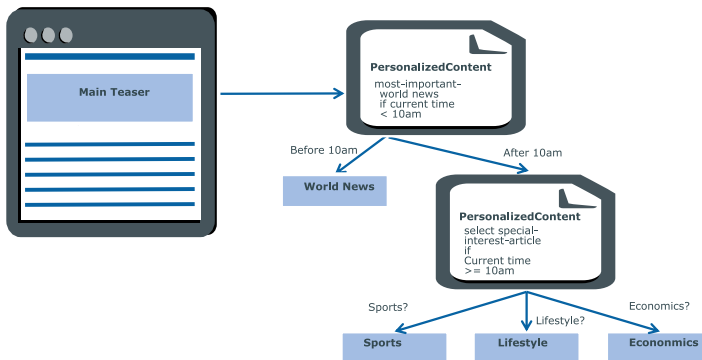 Main Teaser
PersonalizedContent
most-important-
world news
if current time
< 10am
Before 10am
After 10am
World News
PersonalizedContent
select special-
interest-article
if
Current time
>= 10am
Sports?
Lifestyle?
Economics?
Sports
Lifestyle
Econonmics